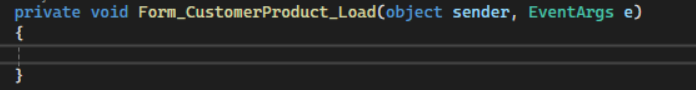 private void Form_CustomerProduct_Load(object sender, EventArgs e)
{
}